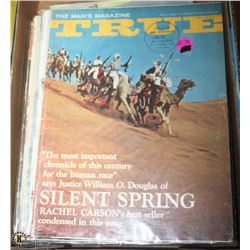 THE MAN'S MAGAZINE
TRUE
"The most important
chronicle of this century
for the human race"
says Justice William O. Douglas of
SILENT SPRING
RACHEL CARSON's best seller
condensed in this issue